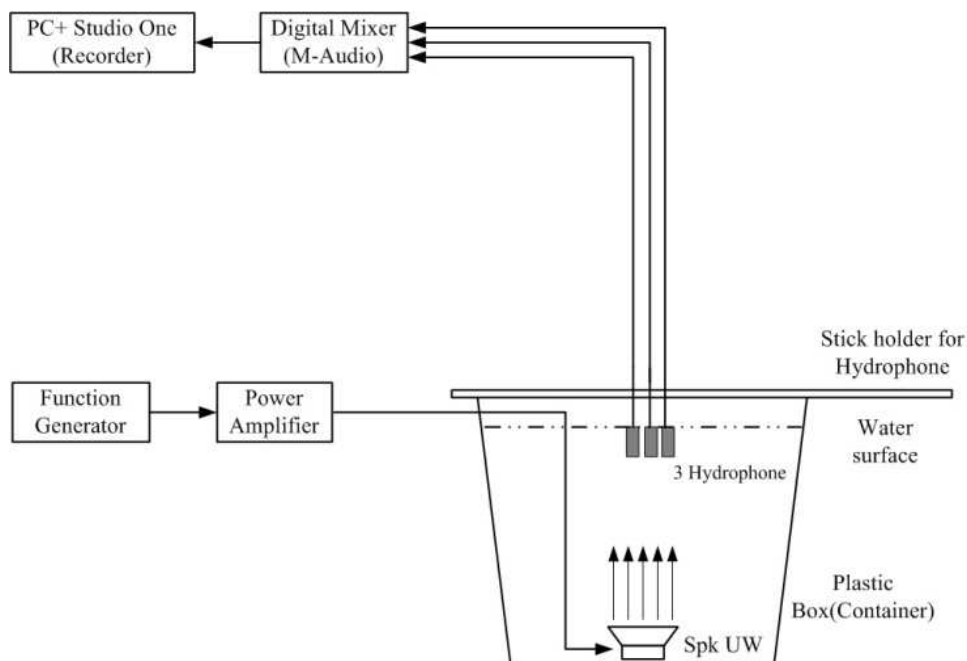 PC+ Studio One
(Recorder)
Digital Mixer
(M-Audio)
Stick holder for
Hydrophone
Function
Generator
Power
Amplifier
Water
surface
3 Hydrophone
Plastic
Box(Container)
Spk UW